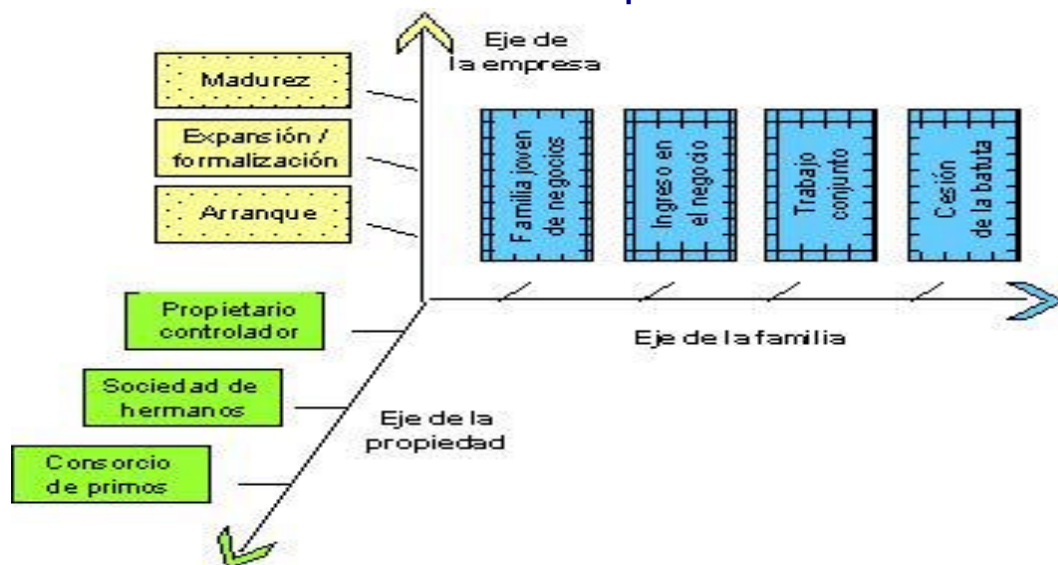 Eje de
la empresa
Madurez
Expansión /
formalización
Arranque
Familia joven
de negocios
Ingreso en
el negocio
Trabajo
conjunto
Cesión
de la batuta
Propietario
controlador
Eje de la familia
Sociedad de
hermanos
Eje de la
propiedad
Consorcio
de primos